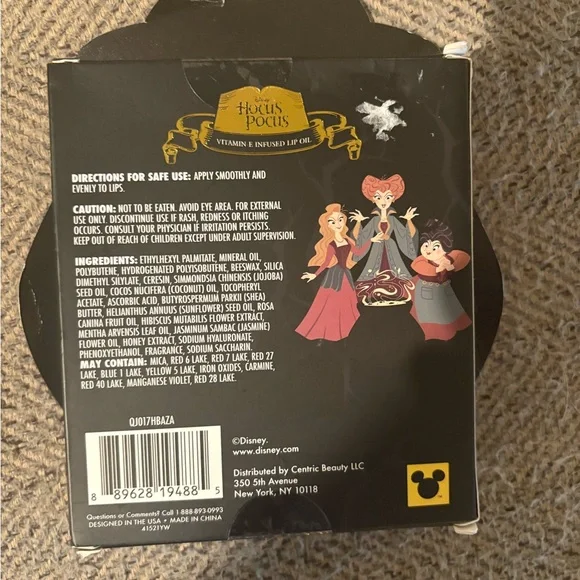 Disney
HOCUS
POCUS
VITAMIN E INFUSED LIP OIL
DIRECTIONS FOR SAFE USE: APPLY SMOOTHLY AND
EVENLY TO LIPS.
CAUTION: NOT TO BE EATEN. AVOID EYE AREA. FOR EXTERNAL
USE ONLY. DISCONTINUE USE IF RASH, REDNESS OR ITCHING
OCCURS. CONSULT YOUR PHYSICIAN IF IRRITATION PERSISTS.
KEEP OUT OF REACH OF CHILDREN EXCEPT UNDER ADULT SUPERVISION.
INGREDIENTS: ETHYLHEXYL PALMITATE, MINERAL OIL,
POLYBUTENE, HYDROGENATED POLYISOBUTENE, BEESWAX, SILICA
DIMETHYL SILYLATE, CERESIN, SIMMONDSIA CHINENSIS (JOJOBA)
SEED OIL, COCOS NUCIFERA (COCONUT) OIL, TOCOPHERYL
ACETATE, ASCORBIC ACID, BUTYROSPERMUM PARKII (SHEA)
BUTTER, HELIANTHUS ANNUUS (SUNFLOWER) SEED OIL, ROSA
CANINA FRUIT OIL, HIBISCUS MUTABILIS FLOWER EXTRACT,
MENTHA ARVENSIS LEAF OIL, JASMINUM SAMBAC (JASMINE)
FLOWER OIL, HONEY EXTRACT, SODIUM HYALURONATE,
PHENOXYETHANOL, FRAGRANCE, SODIUM SACCHARIN.
MAY CONTAIN: MICA, RED 6 LAKE, RED 7 LAKE, RED 27
LAKE, BLUE 1 LAKE, YELLOW 5 LAKE, IRON OXIDES, CARMINE,
RED 40 LAKE, MANGANESE VIOLET, RED 28 LAKE.
QJ017HBAZA
8 89628 19488 5
Questions or Comments? Call 1-888-893-0993
DESIGNED IN THE USA • MADE IN CHINA
41521YW
©Disney.
www.disney.com
Distributed by Centric Beauty LLC
350 5th Avenue
New York, NY 10118